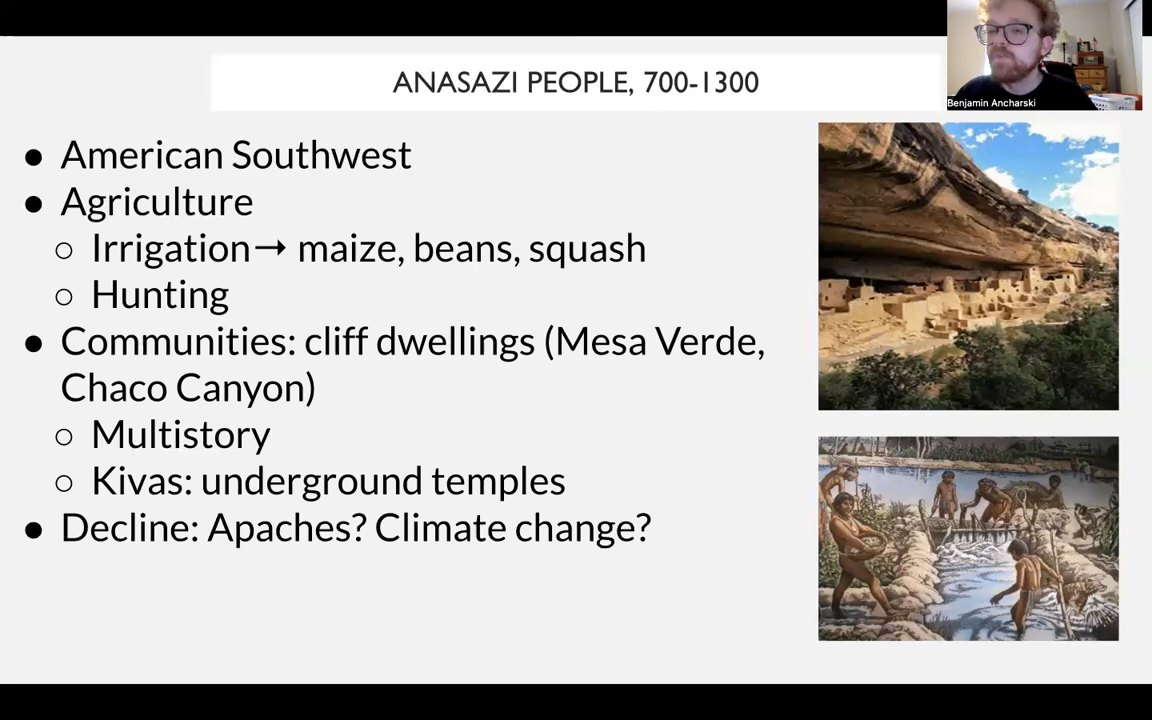 ANASAZI PEOPLE, 700-1300
Benjamin Ancharski
● American Southwest
● Agriculture
○ Irrigation→ maize, beans, squash
○ Hunting
● Communities: cliff dwellings (Mesa Verde,
Chaco Canyon)
○ Multistory
○ Kivas: underground temples
● Decline: Apaches? Climate change?